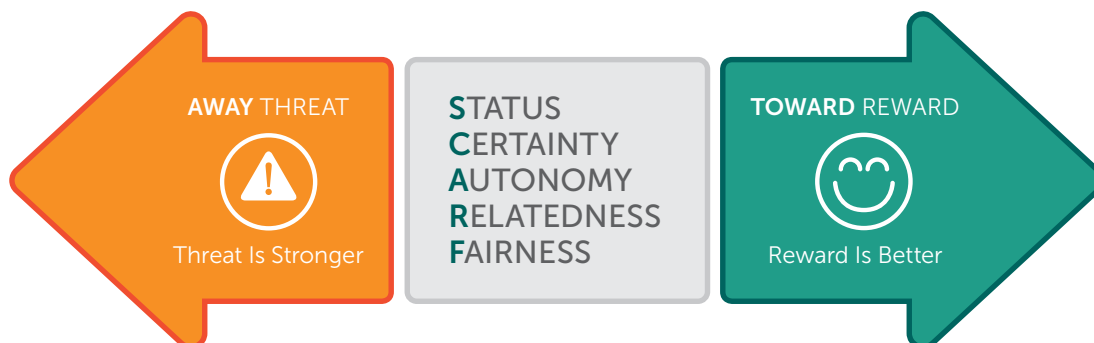 AWAY THREAT
Threat Is Stronger
STATUS
CERTAINTY
AUTONOMY
RELATEDNESS
FAIRNESS
TOWARD REWARD
Reward Is Better